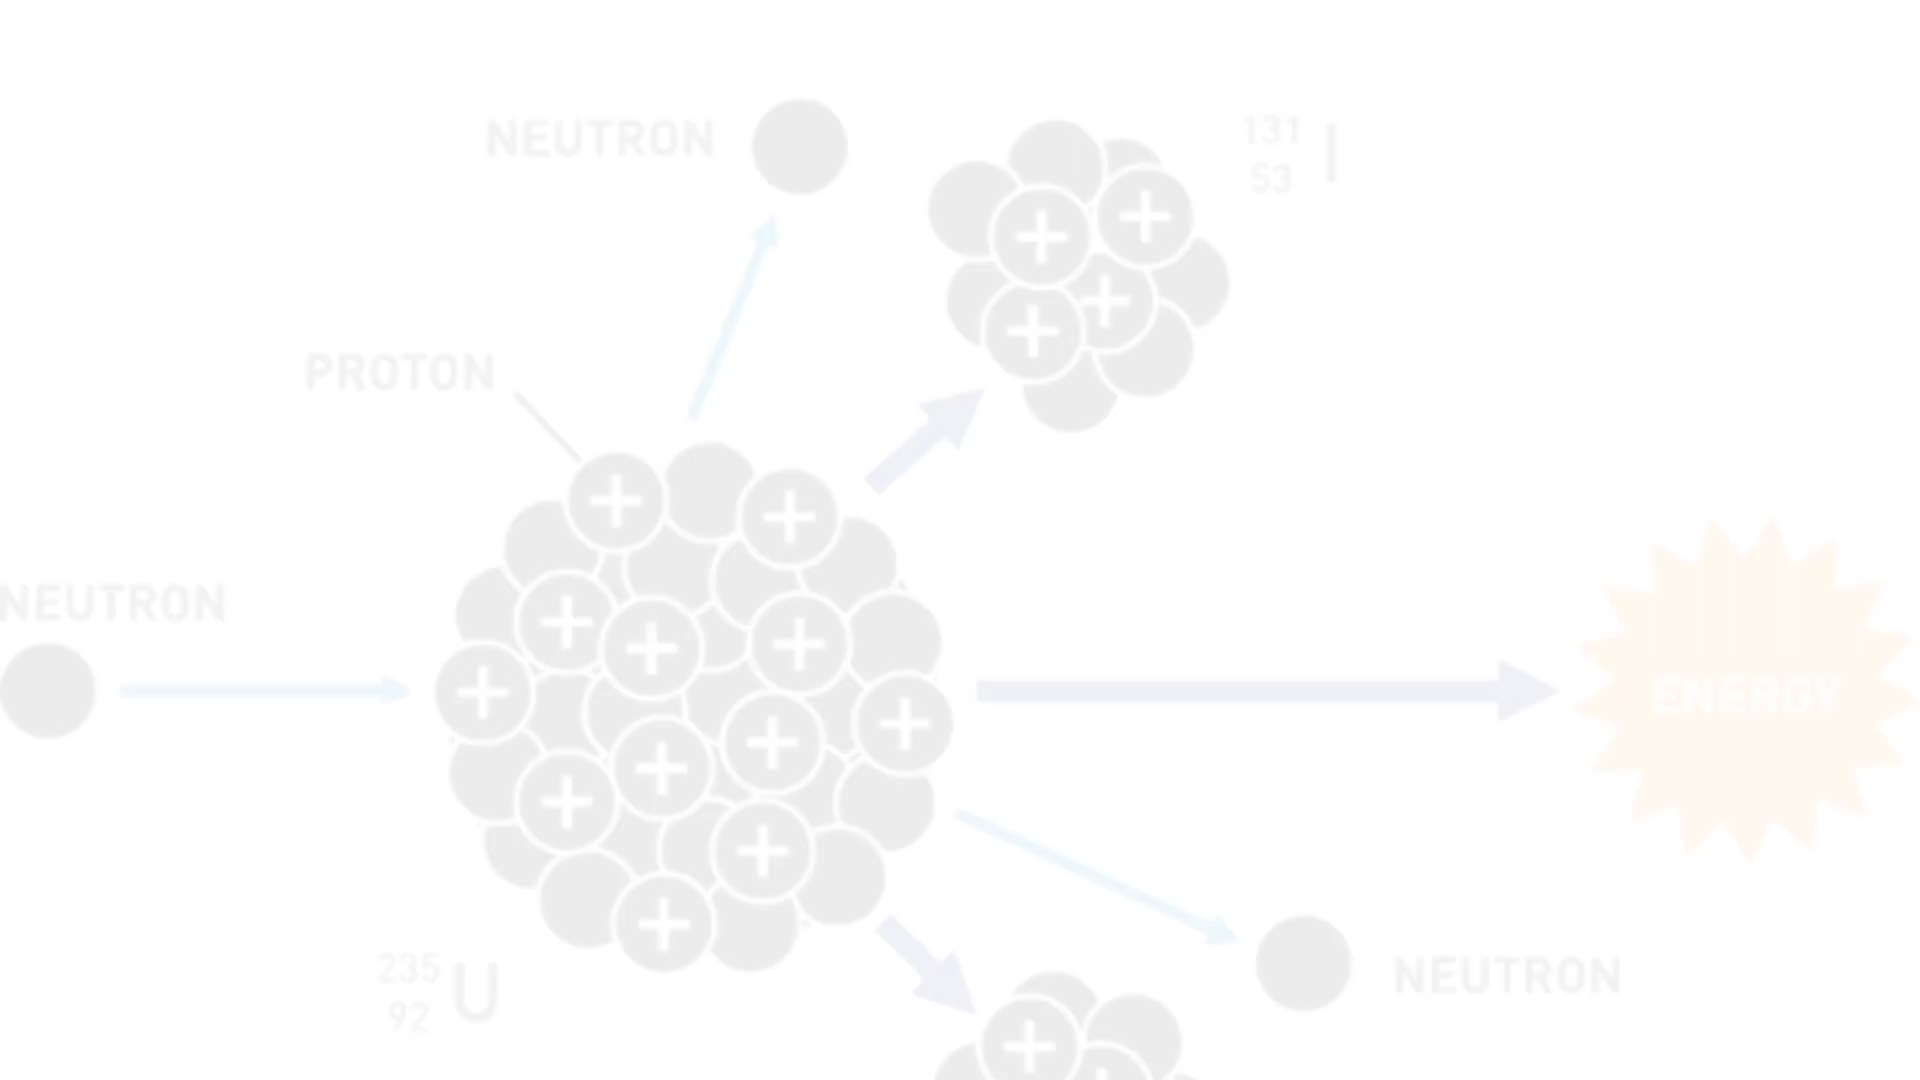 NEUTRON
131
53 I
PROTON
NEUTRON
ENERGY
235
92 U
NEUTRON